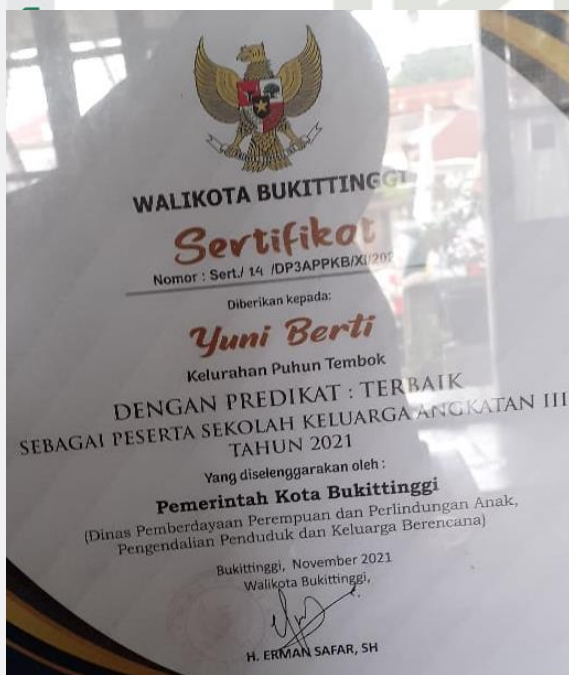 WALIKOTA BUKITTINGGI
Sertifikat
Nomor : Sert./ 14 /DP3APPKB/XI/202
Diberikan kepada:
Yuni Berti
Kelurahan Puhun Tembok
DENGAN PREDIKAT : TERBAIK
SEBAGAI PESERTA SEKOLAH KELUARGA ANGKATAN III
TAHUN 2021
Yang diselenggarakan oleh :
Pemerintah Kota Bukittinggi
(Dinas Pemberdayaan Perempuan dan Perlindungan Anak,
Pengendalian Penduduk dan Keluarga Berencana)
Bukittinggi, November 2021
Walikota Bukittinggi,
H. ERMAN SAFAR, SH